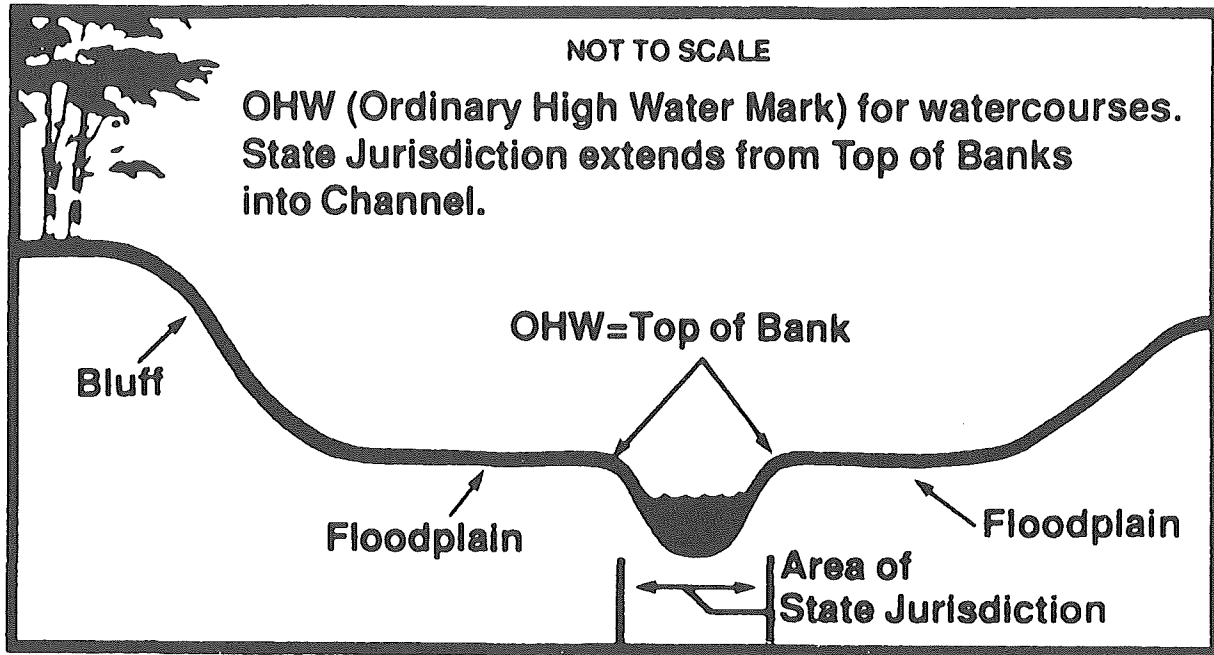 NOT TO SCALE
OHW (Ordinary High Water Mark) for watercourses.
State Jurisdiction extends from Top of Banks
into Channel.
OHW=Top of Bank
Bluff
Floodplain
Floodplain
Area of
State Jurisdiction